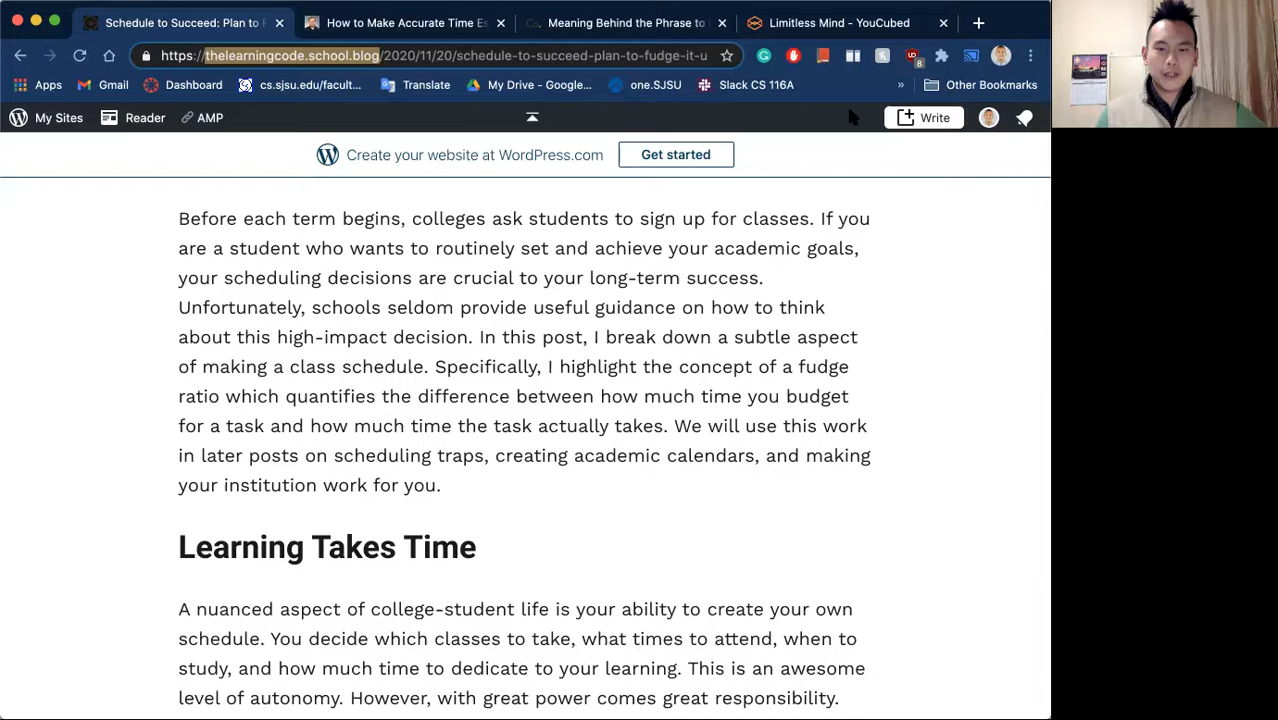 Schedule to Succeed: Plan to F
How to Make Accurate Time Es
Meaning Behind the Phrase to
Limitless Mind - YouCubed
https://thelearningcode.school.blog/2020/11/20/schedule-to-succeed-plan-to-fudge-it-u
8
Apps
Gmail
Dashboard
cs.sjsu.edu/facult...
Translate
My Drive - Google...
one.SJSU
Slack CS 116A
»
Other Bookmarks
My Sites
Reader
AMP
Write
Create your website at WordPress.com
Get started
Before each term begins, colleges ask students to sign up for classes. If you
are a student who wants to routinely set and achieve your academic goals,
your scheduling decisions are crucial to your long-term success.
Unfortunately, schools seldom provide useful guidance on how to think
about this high-impact decision. In this post, I break down a subtle aspect
of making a class schedule. Specifically, I highlight the concept of a fudge
ratio which quantifies the difference between how much time you budget
for a task and how much time the task actually takes. We will use this work
in later posts on scheduling traps, creating academic calendars, and making
your institution work for you.
Learning Takes Time
A nuanced aspect of college-student life is your ability to create your own
schedule. You decide which classes to take, what times to attend, when to
study, and how much time to dedicate to your learning. This is an awesome
level of autonomy. However, with great power comes great responsibility.